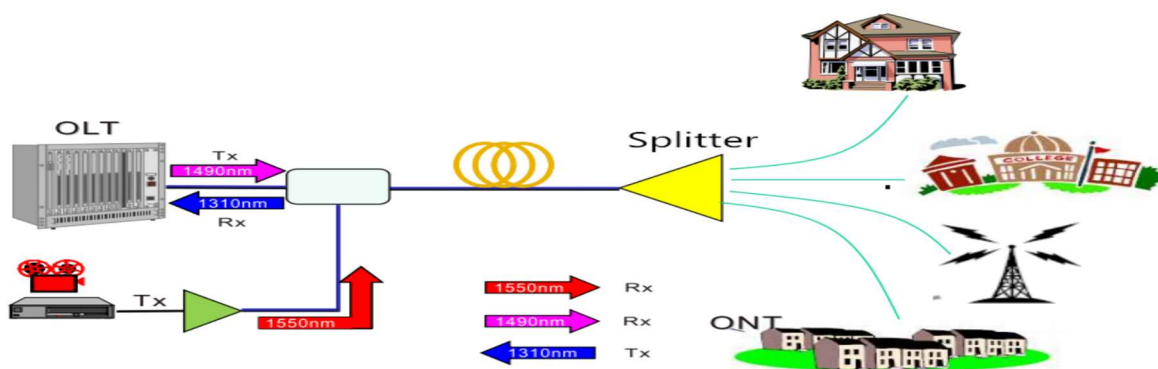 OLT
Tx
1490nm
1310nm
Rx
Tx
1550nm
Splitter
COLLEGE
1550nm Rx
1490nm Rx
1310nm Tx
ONT